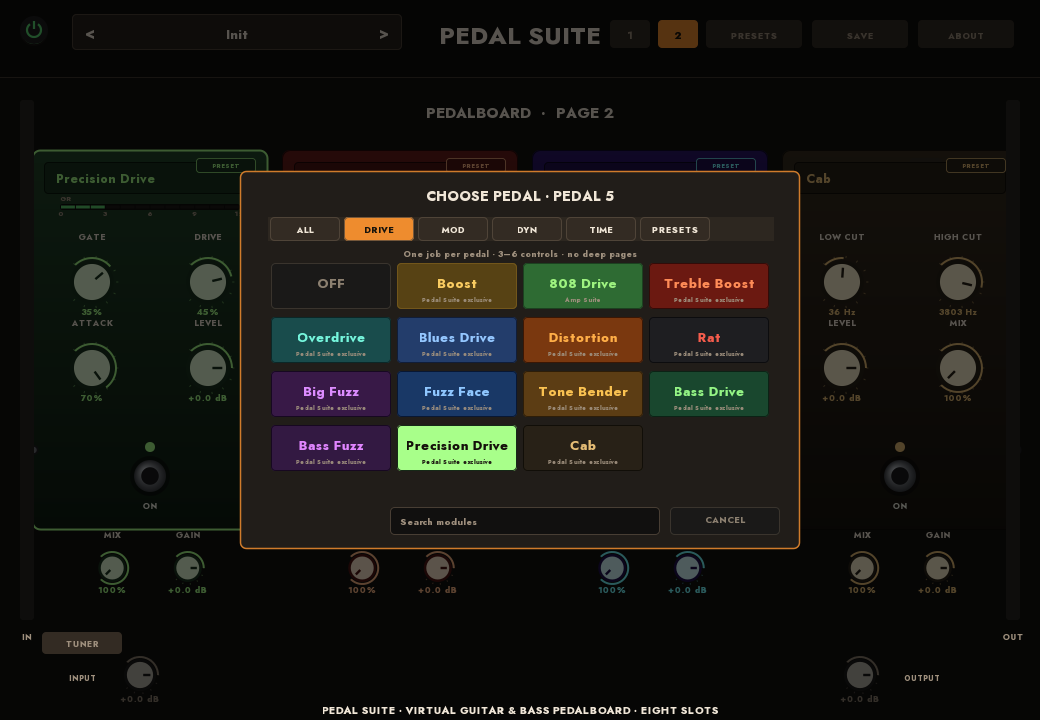 < Init > PEDAL SUITE 1 2 PRESETS SAVE ABOUT
PEDALBOARD · PAGE 2
PRESET PRESET PRESET PRESET
Precision Drive Cab
ON
CHOOSE PEDAL · PEDAL 5
ALL DRIVE MOD DYN TIME PRESETS
One job per pedal · 3–6 controls · no deep pages
GATE DRIVE LOW CUT HIGH CUT
OFF
Boost
Pedal Suite exclusive
808 Drive
Amp Suite
Treble Boost
Pedal Suite exclusive
35% 45% 36 Hz 3803 Hz
ATTACK LEVEL LEVEL MIX
Overdrive
Pedal Suite exclusive
Blues Drive
Pedal Suite exclusive
Distortion
Pedal Suite exclusive
Rat
Pedal Suite exclusive
Big Fuzz
Pedal Suite exclusive
Fuzz Face
Pedal Suite exclusive
Tone Bender
Pedal Suite exclusive
Bass Drive
Pedal Suite exclusive
70% +0.0 dB +0.0 dB 100%
Bass Fuzz
Pedal Suite exclusive
Precision Drive
Pedal Suite exclusive
Cab
Pedal Suite exclusive
ON ON
Search modules CANCEL
MIX GAIN MIX GAIN
100% +0.0 dB 100% +0.0 dB 100% +0.0 dB 100% +0.0 dB
IN TUNER OUT
INPUT OUTPUT
+0.0 dB +0.0 dB
PEDAL SUITE · VIRTUAL GUITAR & BASS PEDALBOARD · EIGHT SLOTS